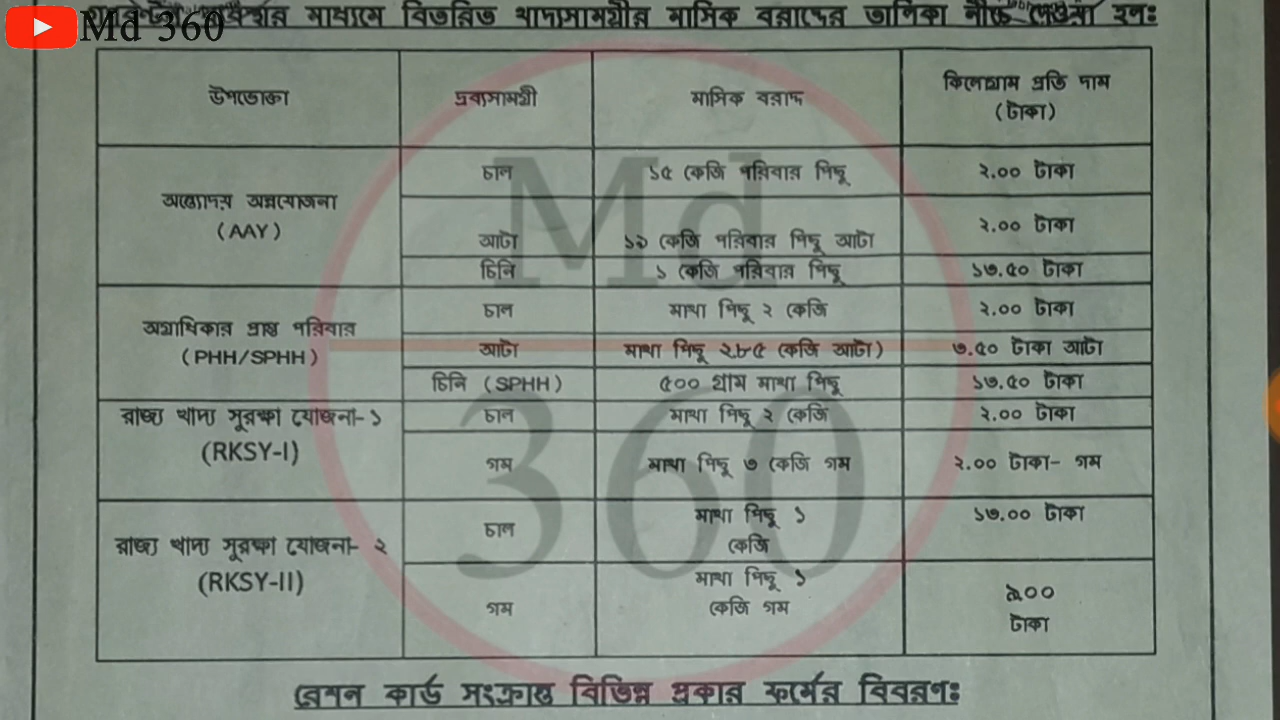 Md 360
মাধ্যমে বিতরিত খাদ্যসামগ্রীর মাসিক বরাদ্দের তালিকা নীচে দেওয়া হলঃ
উপভোক্তা
দ্রব্যসামগ্রী
মাসিক বরাদ্দ
কিলোগ্রাম প্রতি দাম
(টাকা)
অন্ত্যোদয় অন্নযোজনা
(AAY)
চাল
১৫ কেজি পরিবার পিছু
২.০০ টাকা
আটা
১৯ কেজি পরিবার পিছু আটা
২.০০ টাকা
চিনি
১ কেজি পরিবার পিছু
১৩.৫০ টাকা
অগ্রাধিকার প্রাপ্ত পরিবার
(PHH/SPHH)
চাল
মাথা পিছু ২ কেজি
২.০০ টাকা
আটা
মাথা পিছু ২.৮৫ কেজি আটা)
৩.৫০ টাকা আটা
চিনি (SPHH)
৫০০ গ্রাম মাথা পিছু
১৩.৫০ টাকা
রাজ্য খাদ্য সুরক্ষা যোজনা- ১
(RKSY-I)
চাল
মাথা পিছু ২ কেজি
২.০০ টাকা
গম
মাথা পিছু ৩ কেজি গম
২.০০ টাকা- গম
রাজ্য খাদ্য সুরক্ষা যোজনা- ২
(RKSY-II)
চাল
মাথা পিছু ১
কেজি
১৩.০০ টাকা
গম
মাথা পিছু ১
কেজি গম
৯.০০
টাকা
Md
360
রেশন কার্ড সংক্রান্ত বিভিন্ন প্রকার ফর্মের বিবরণঃ